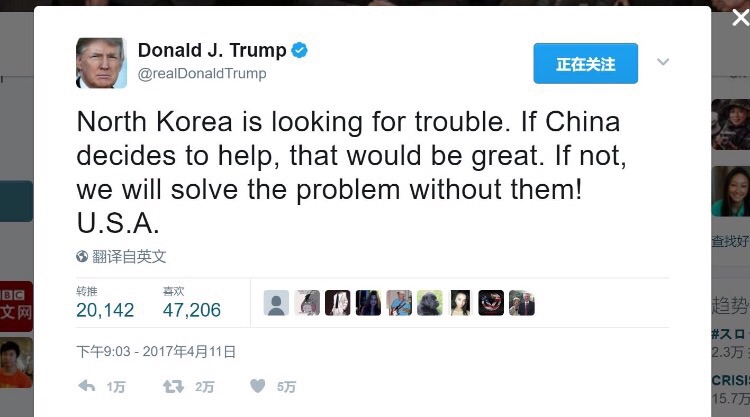 Donald J. Trump
@realDonaldTrump
正在关注
North Korea is looking for trouble. If China
decides to help, that would be great. If not,
we will solve the problem without them!
U.S.A.
翻译自英文
转推
喜欢
20,142
47,206
下午9:03 - 2017年4月11日
1万
2万
5万
BBC
文网
查找好
趋势
#スロ
2.3万
CRISI
15.7万